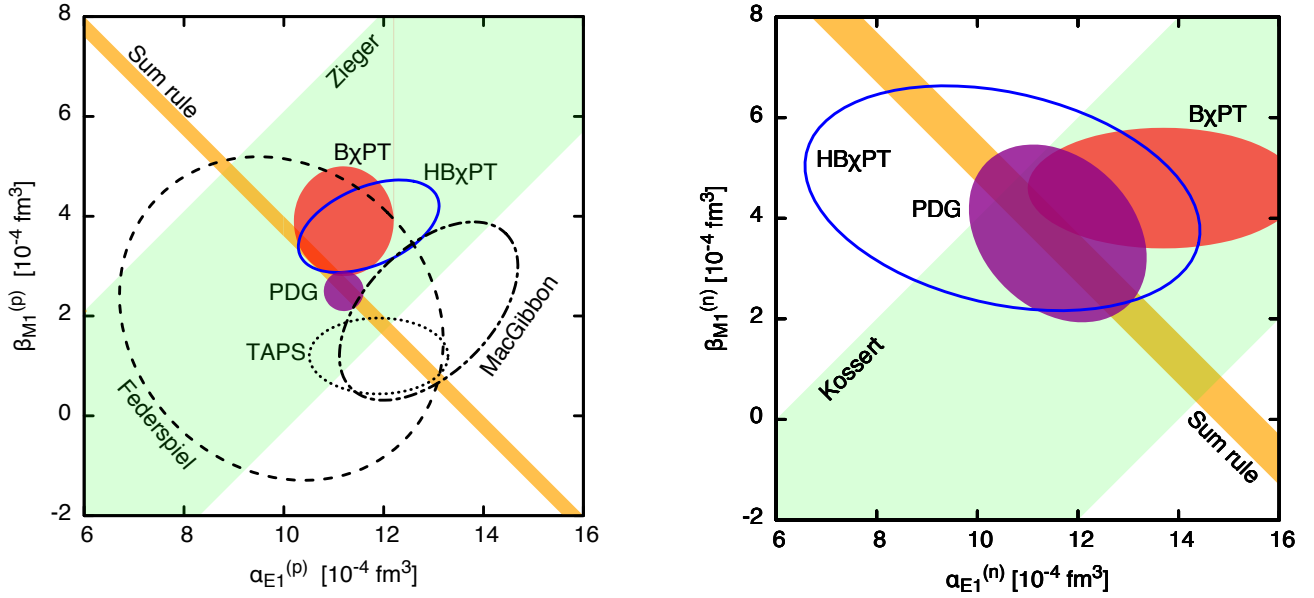 8
6
4
2
0
-2
6
8
10
12
14
16
β_M1^(p) [10^-4 fm^3]
α_E1^(p) [10^-4 fm^3]
Sum rule
Zieger
BχPT
HBχPT
PDG
TAPS
MacGibbon
Federspiel
8
6
4
2
0
-2
6
8
10
12
14
16
β_M1^(n) [10^-4 fm^3]
α_E1^(n) [10^-4 fm^3]
BχPT
HBχPT
PDG
Kossert
Sum rule